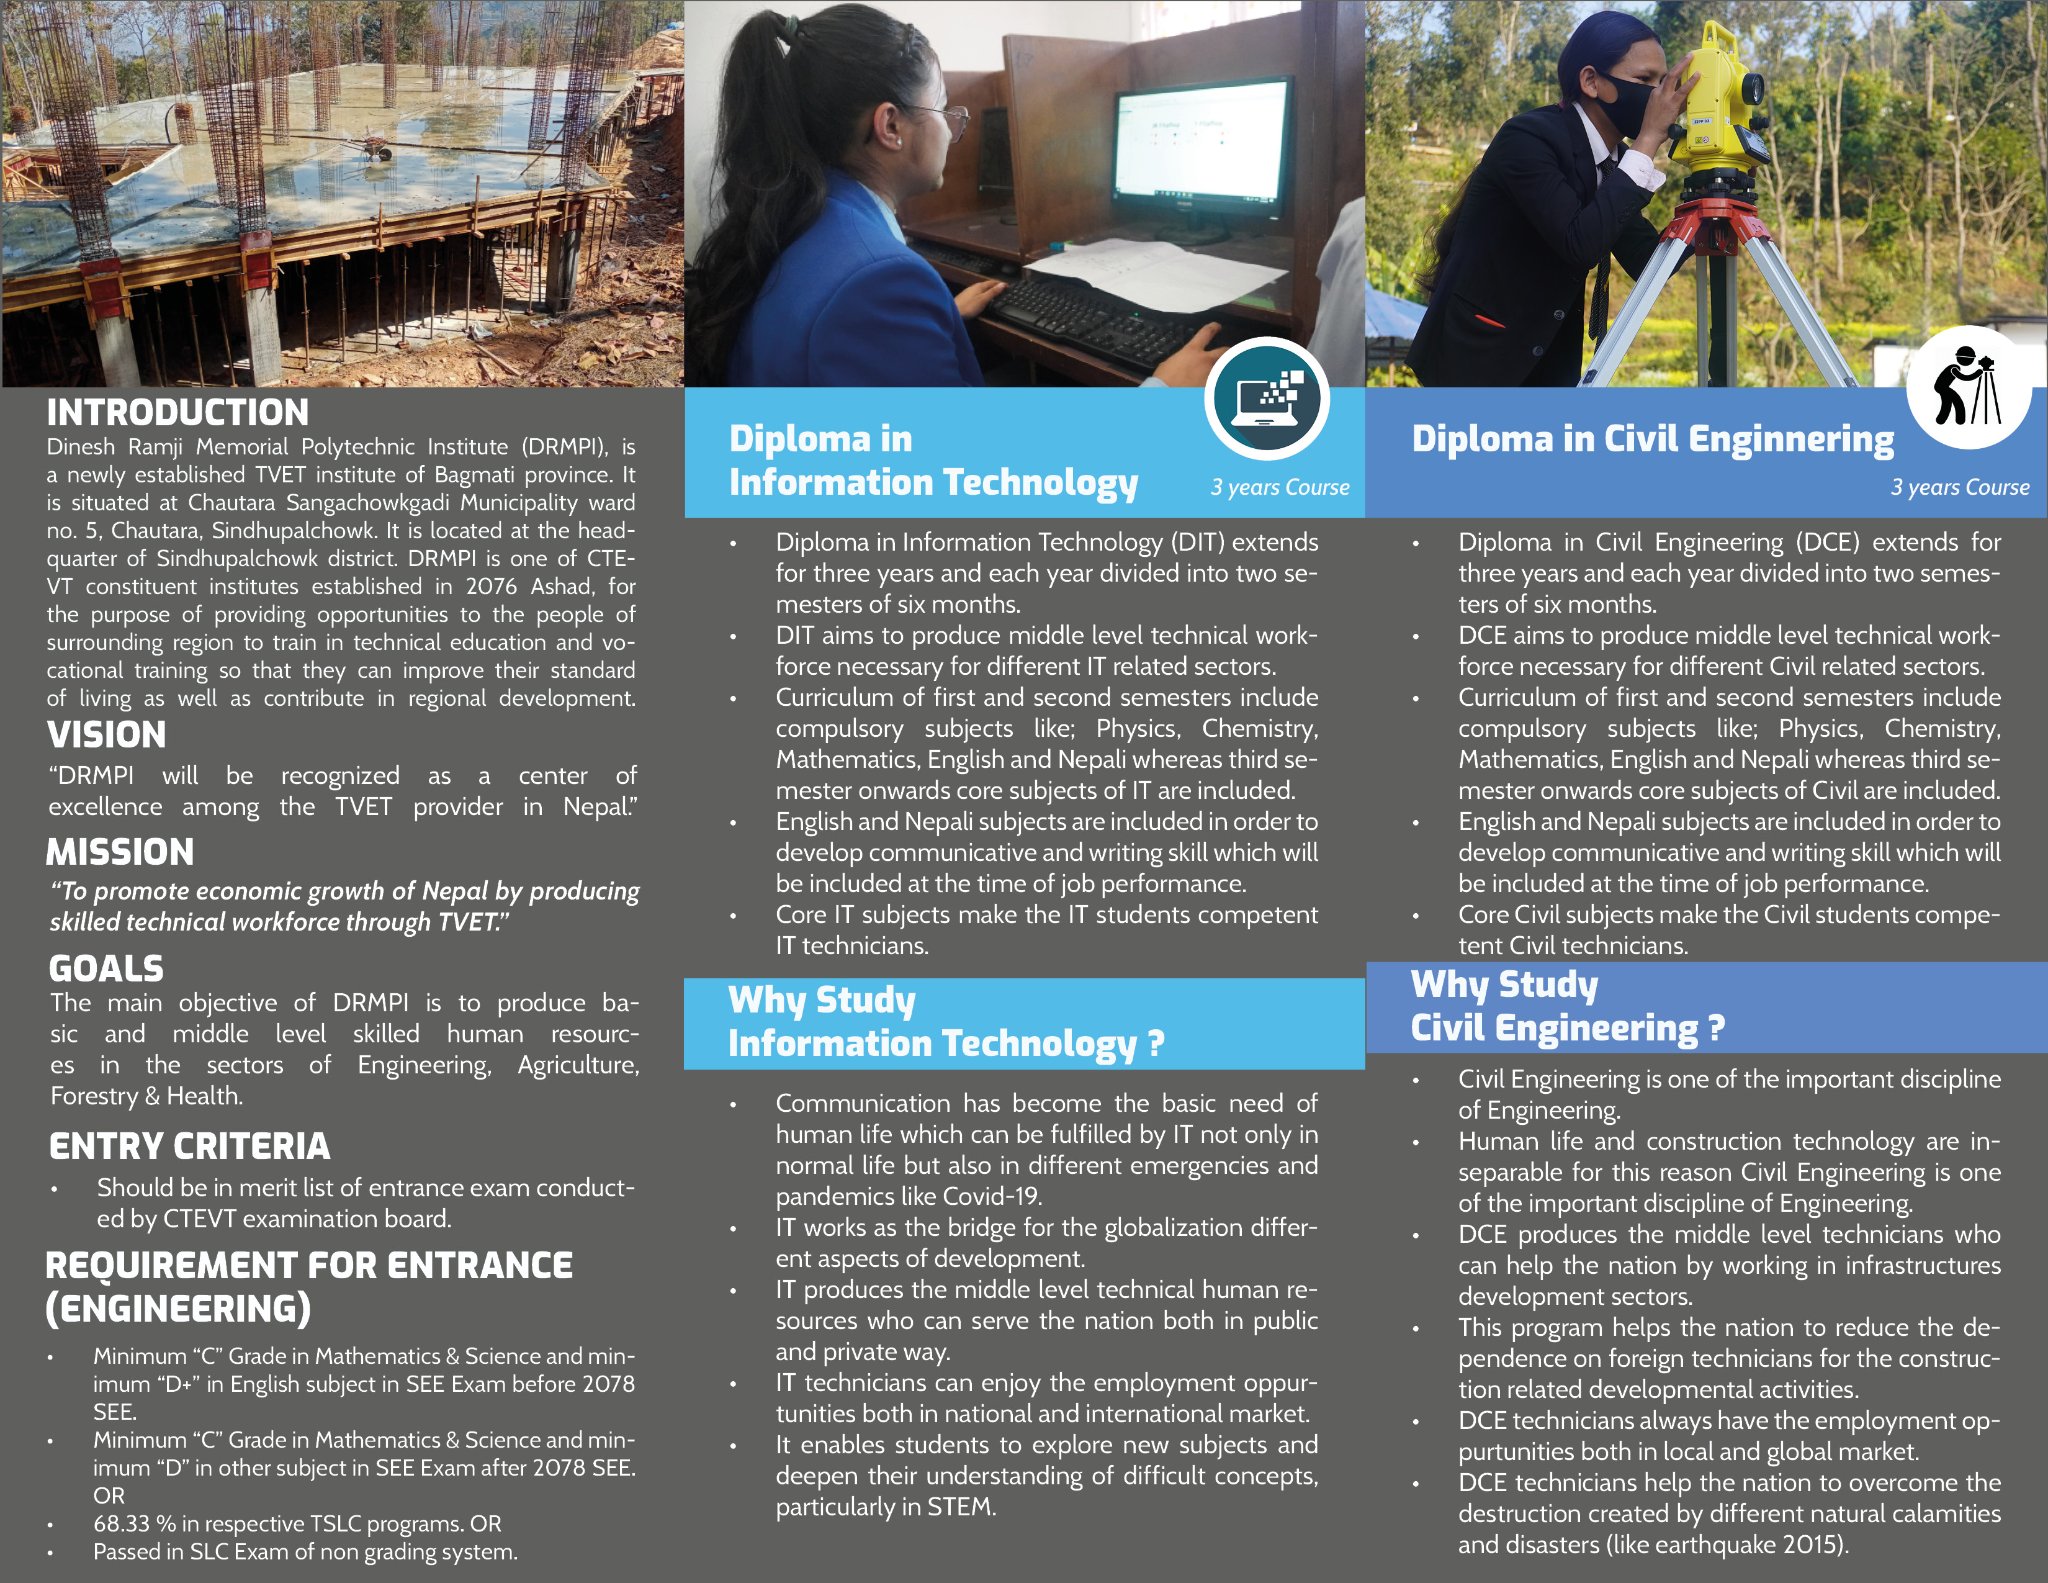 INTRODUCTION
Dinesh Ramji Memorial Polytechnic Institute (DRMPI), is
a newly established TVET institute of Bagmati province. It
is situated at Chautara Sangachowkgadi Municipality ward
no. 5, Chautara, Sindhupalchowk. It is located at the head-
quarter of Sindhupalchowk district. DRMPI is one of CTE-
VT constituent institutes established in 2076 Ashad, for
the purpose of providing opportunities to the people of
surrounding region to train in technical education and vo-
cational training so that they can improve their standard
of living as well as contribute in regional development.
VISION
“DRMPI will be recognized as a center of
excellence among the TVET provider in Nepal.”
MISSION
“To promote economic growth of Nepal by producing
skilled technical workforce through TVET.”
GOALS
The main objective of DRMPI is to produce ba-
sic and middle level skilled human resourc-
es in the sectors of Engineering, Agriculture,
Forestry & Health.
ENTRY CRITERIA
• Should be in merit list of entrance exam conduct-
ed by CTEVT examination board.
REQUIREMENT FOR ENTRANCE
(ENGINEERING)
• Minimum “C” Grade in Mathematics & Science and min-
imum “D+” in English subject in SEE Exam before 2078
SEE.
• Minimum “C” Grade in Mathematics & Science and min-
imum “D” in other subject in SEE Exam after 2078 SEE.
OR
• 68.33 % in respective TSLC programs. OR
• Passed in SLC Exam of non grading system.
Diploma in
Information Technology
3 years Course
• Diploma in Information Technology (DIT) extends
for three years and each year divided into two se-
mesters of six months.
• DIT aims to produce middle level technical work-
force necessary for different IT related sectors.
• Curriculum of first and second semesters include
compulsory subjects like; Physics, Chemistry,
Mathematics, English and Nepali whereas third se-
mester onwards core subjects of IT are included.
• English and Nepali subjects are included in order to
develop communicative and writing skill which will
be included at the time of job performance.
• Core IT subjects make the IT students competent
IT technicians.
Why Study
Information Technology ?
• Communication has become the basic need of
human life which can be fulfilled by IT not only in
normal life but also in different emergencies and
pandemics like Covid-19.
• IT works as the bridge for the globalization differ-
ent aspects of development.
• IT produces the middle level technical human re-
sources who can serve the nation both in public
and private way.
• IT technicians can enjoy the employment oppur-
tunities both in national and international market.
• It enables students to explore new subjects and
deepen their understanding of difficult concepts,
particularly in STEM.
Diploma in Civil Enginnering
3 years Course
• Diploma in Civil Engineering (DCE) extends for
three years and each year divided into two semes-
ters of six months.
• DCE aims to produce middle level technical work-
force necessary for different Civil related sectors.
• Curriculum of first and second semesters include
compulsory subjects like; Physics, Chemistry,
Mathematics, English and Nepali whereas third se-
mester onwards core subjects of Civil are included.
• English and Nepali subjects are included in order to
develop communicative and writing skill which will
be included at the time of job performance.
• Core Civil subjects make the Civil students compe-
tent Civil technicians.
Why Study
Civil Engineering ?
• Civil Engineering is one of the important discipline
of Engineering.
• Human life and construction technology are in-
separable for this reason Civil Engineering is one
of the important discipline of Engineering.
• DCE produces the middle level technicians who
can help the nation by working in infrastructures
development sectors.
• This program helps the nation to reduce the de-
pendence on foreign technicians for the construc-
tion related developmental activities.
• DCE technicians always have the employment op-
purtunities both in local and global market.
• DCE technicians help the nation to overcome the
destruction created by different natural calamities
and disasters (like earthquake 2015).